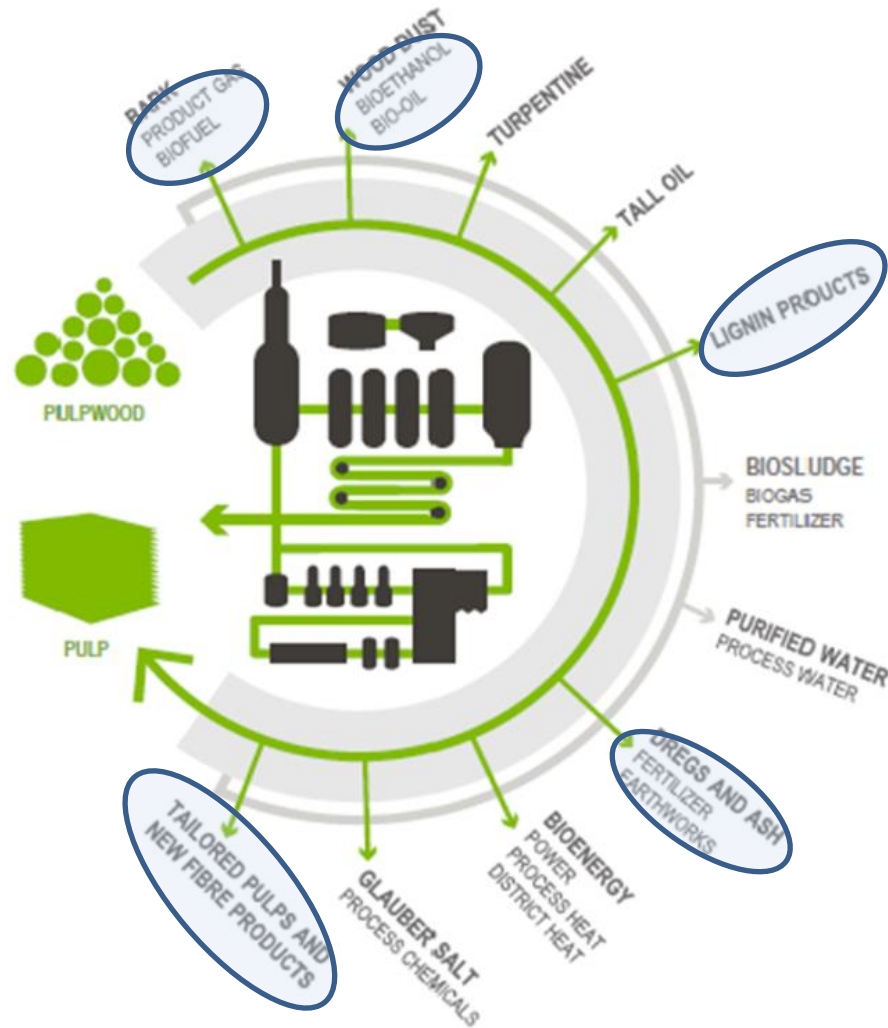 BARK
PRODUCT GAS
BIOFUEL
WOOD DUST
BIOETHANOL
BIO-OIL
TURPENTINE
TALL OIL
LIGNIN PRODUCTS
BIOSLUDGE
BIOGAS
FERTILIZER
PURIFIED WATER
PROCESS WATER
DREGS AND ASH
FERTILIZER
EARTHWORKS
BIOENERGY
POWER
PROCESS HEAT
DISTRICT HEAT
GLAUBER SALT
PROCESS CHEMICALS
TAILORED PULPS AND
NEW FIBRE PRODUCTS
PULPWOOD
PULP